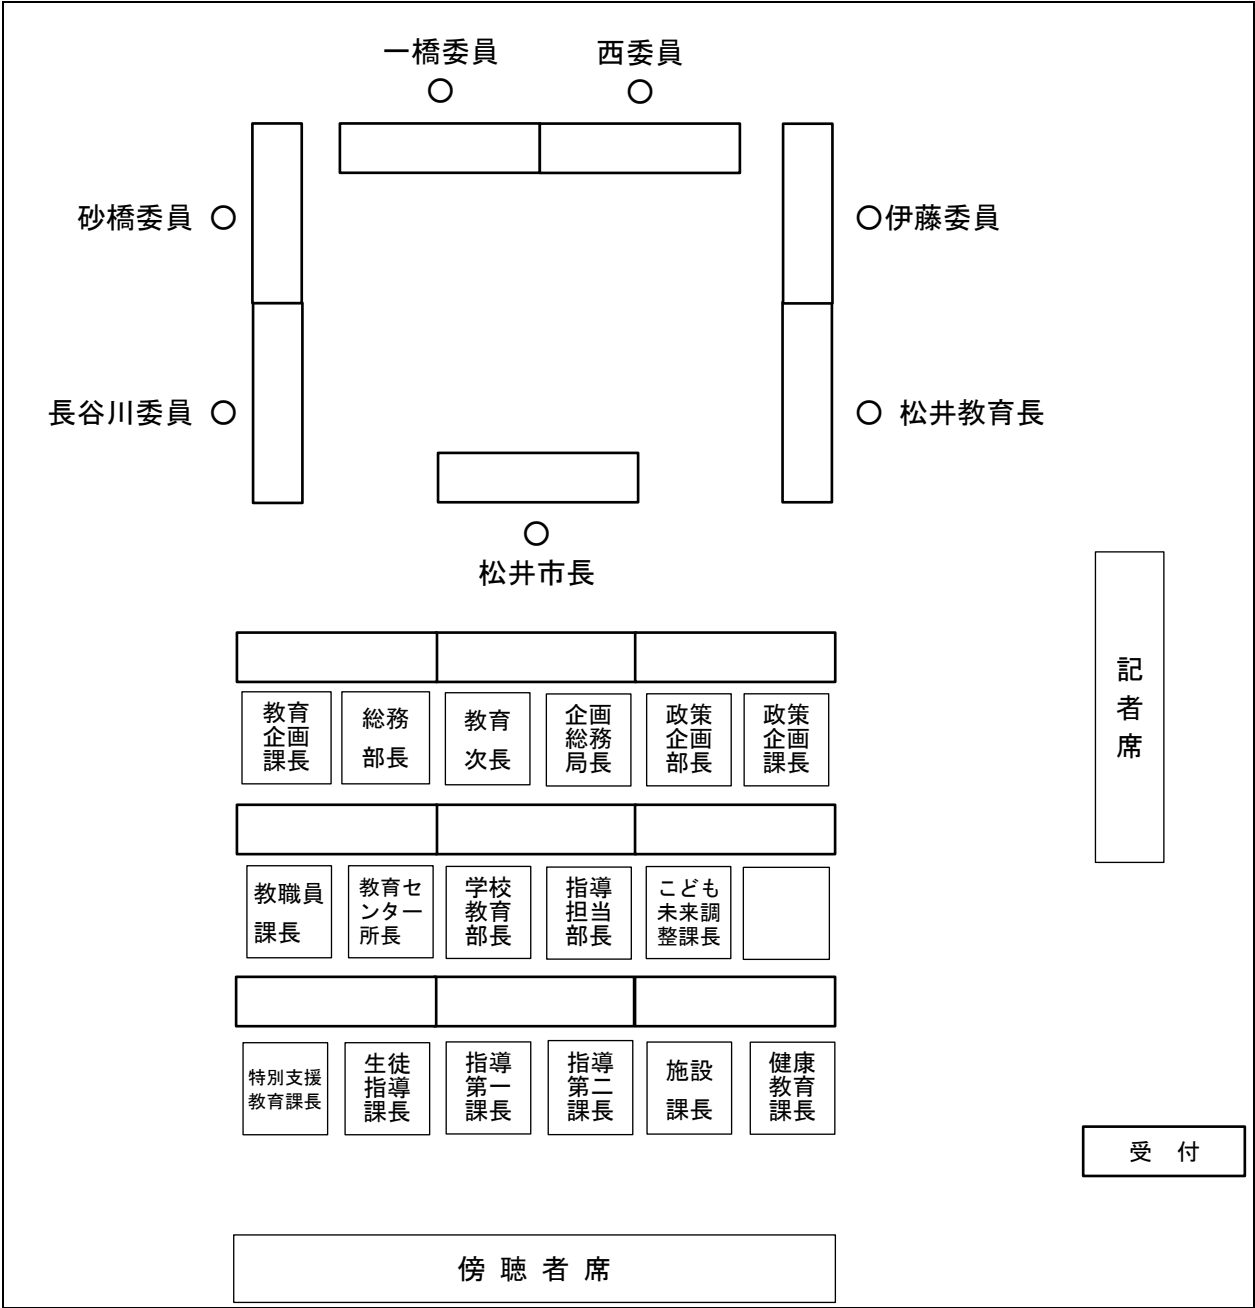 一橋委員
西委員
砂橋委員
伊藤委員
長谷川委員
松井教育長
松井市長
記者席
教育
企画
課長
総務
部長
教育
次長
企画
総務
局長
政策
企画
部長
政策
企画
課長
教職員
課長
教育セ
ンター
所長
学校
教育
部長
指導
担当
部長
こども
未来調
整課長
特別支援
教育課長
生徒
指導
課長
指導
第一
課長
指導
第二
課長
施設
課長
健康
教育
課長
受 付
傍 聴 者 席